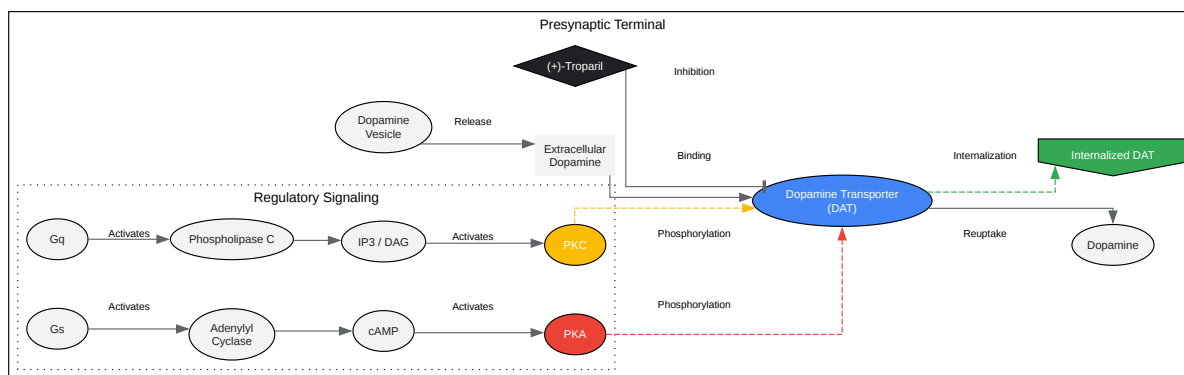 Presynaptic Terminal
(+)-Troparil
Inhibition
Dopamine
Vesicle
Release
Extracellular
Dopamine
Binding
Internalization
Internalized DAT
Dopamine Transporter
(DAT)
Regulatory Signaling
Gq
Activates
Phospholipase C
IP3 / DAG
Activates
PKC
Phosphorylation
Reuptake
Dopamine
Gs
Activates
Adenylyl
Cyclase
cAMP
Activates
PKA
Phosphorylation